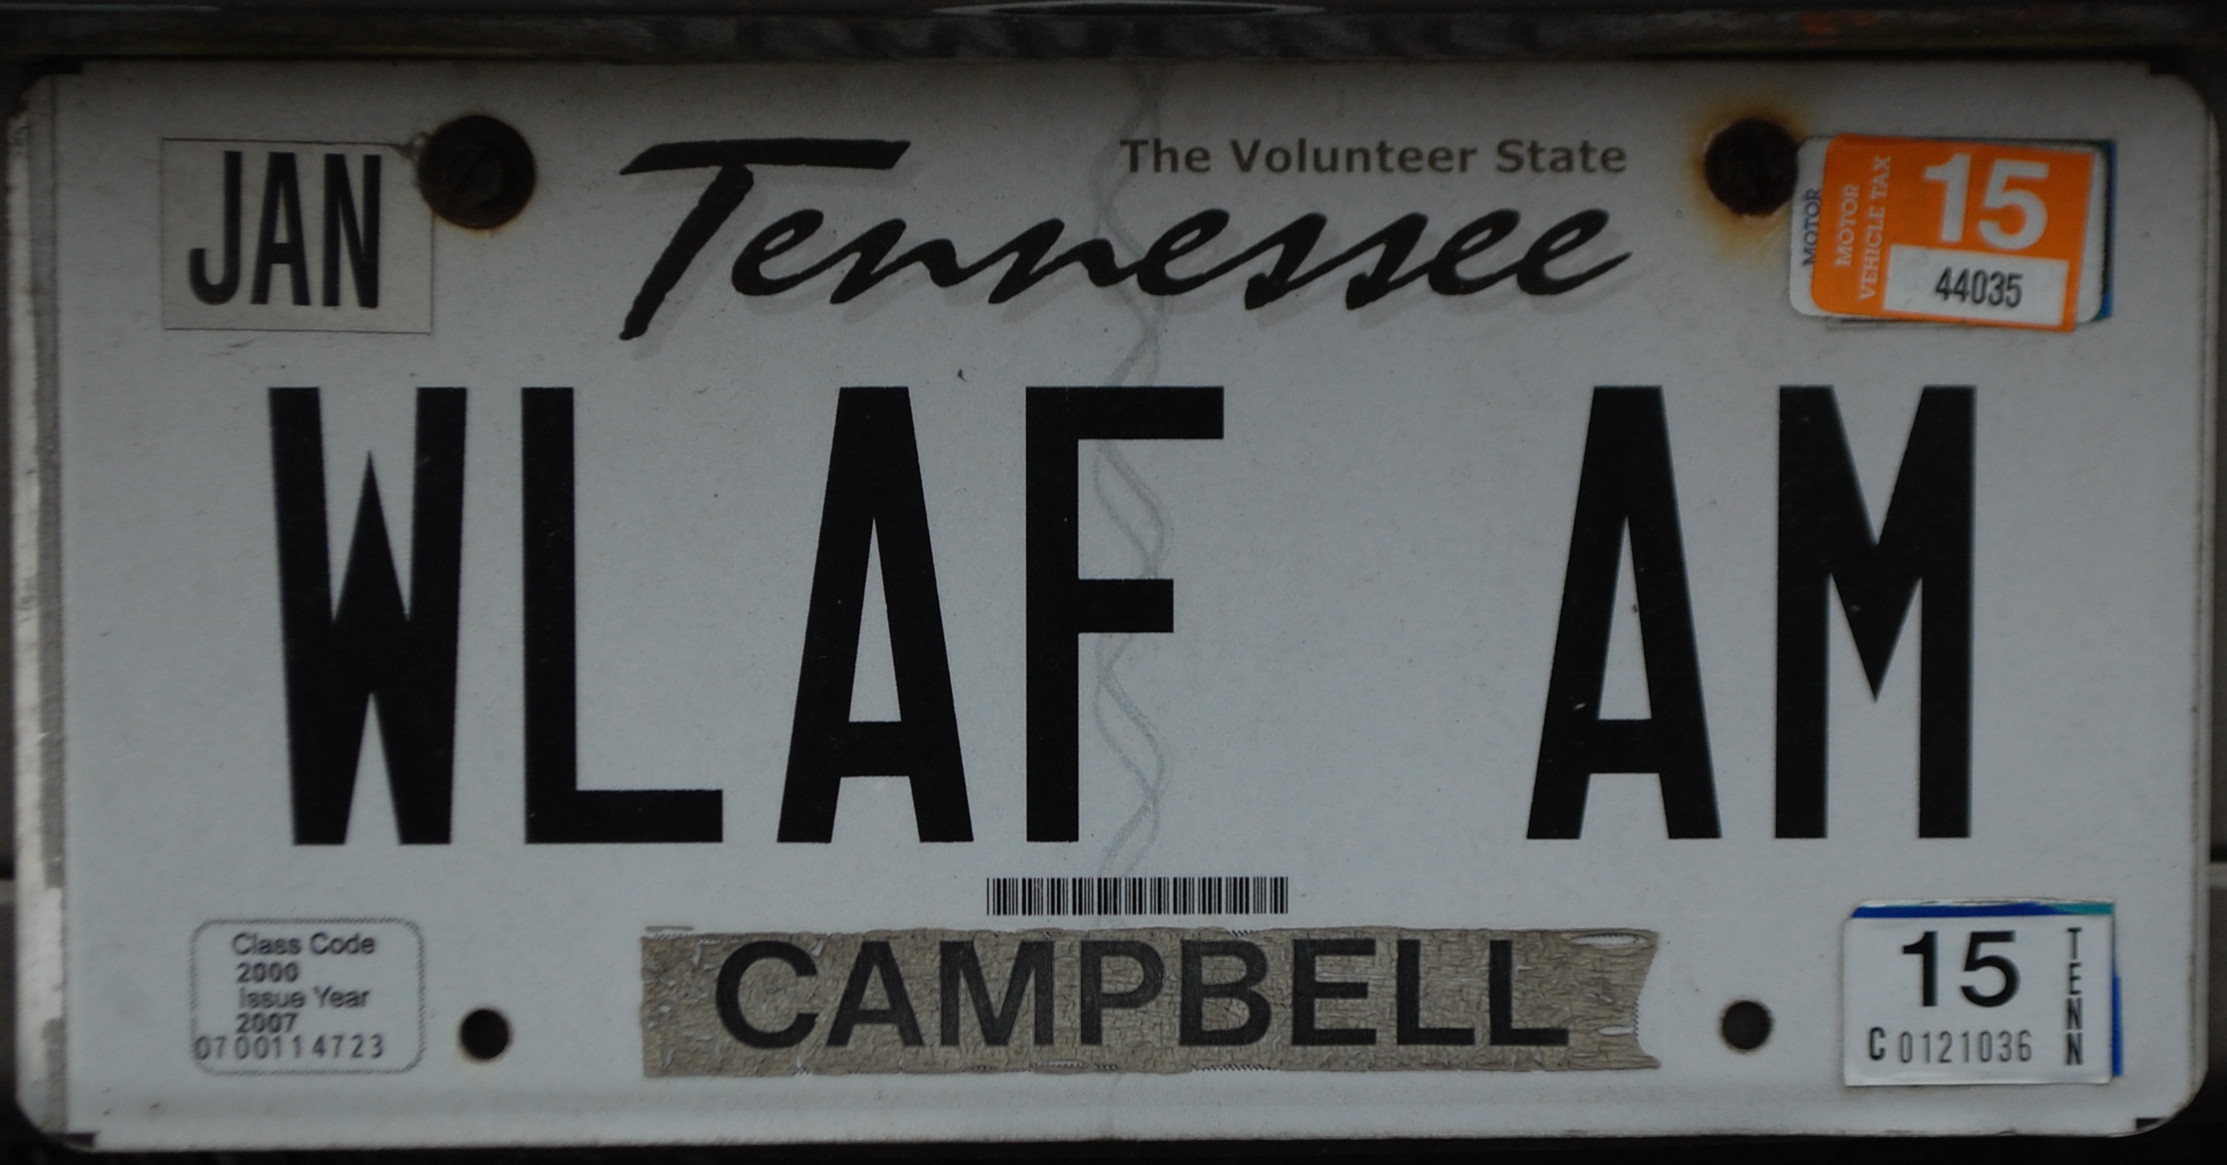 JAN
The Volunteer State
Tennessee
MOTOR
MOTOR
VEHICLE TAX
15
44035
WLAF AM
Class Code
2000
Issue Year
2007
0700114723
CAMPBELL
15
TENN
C0121036